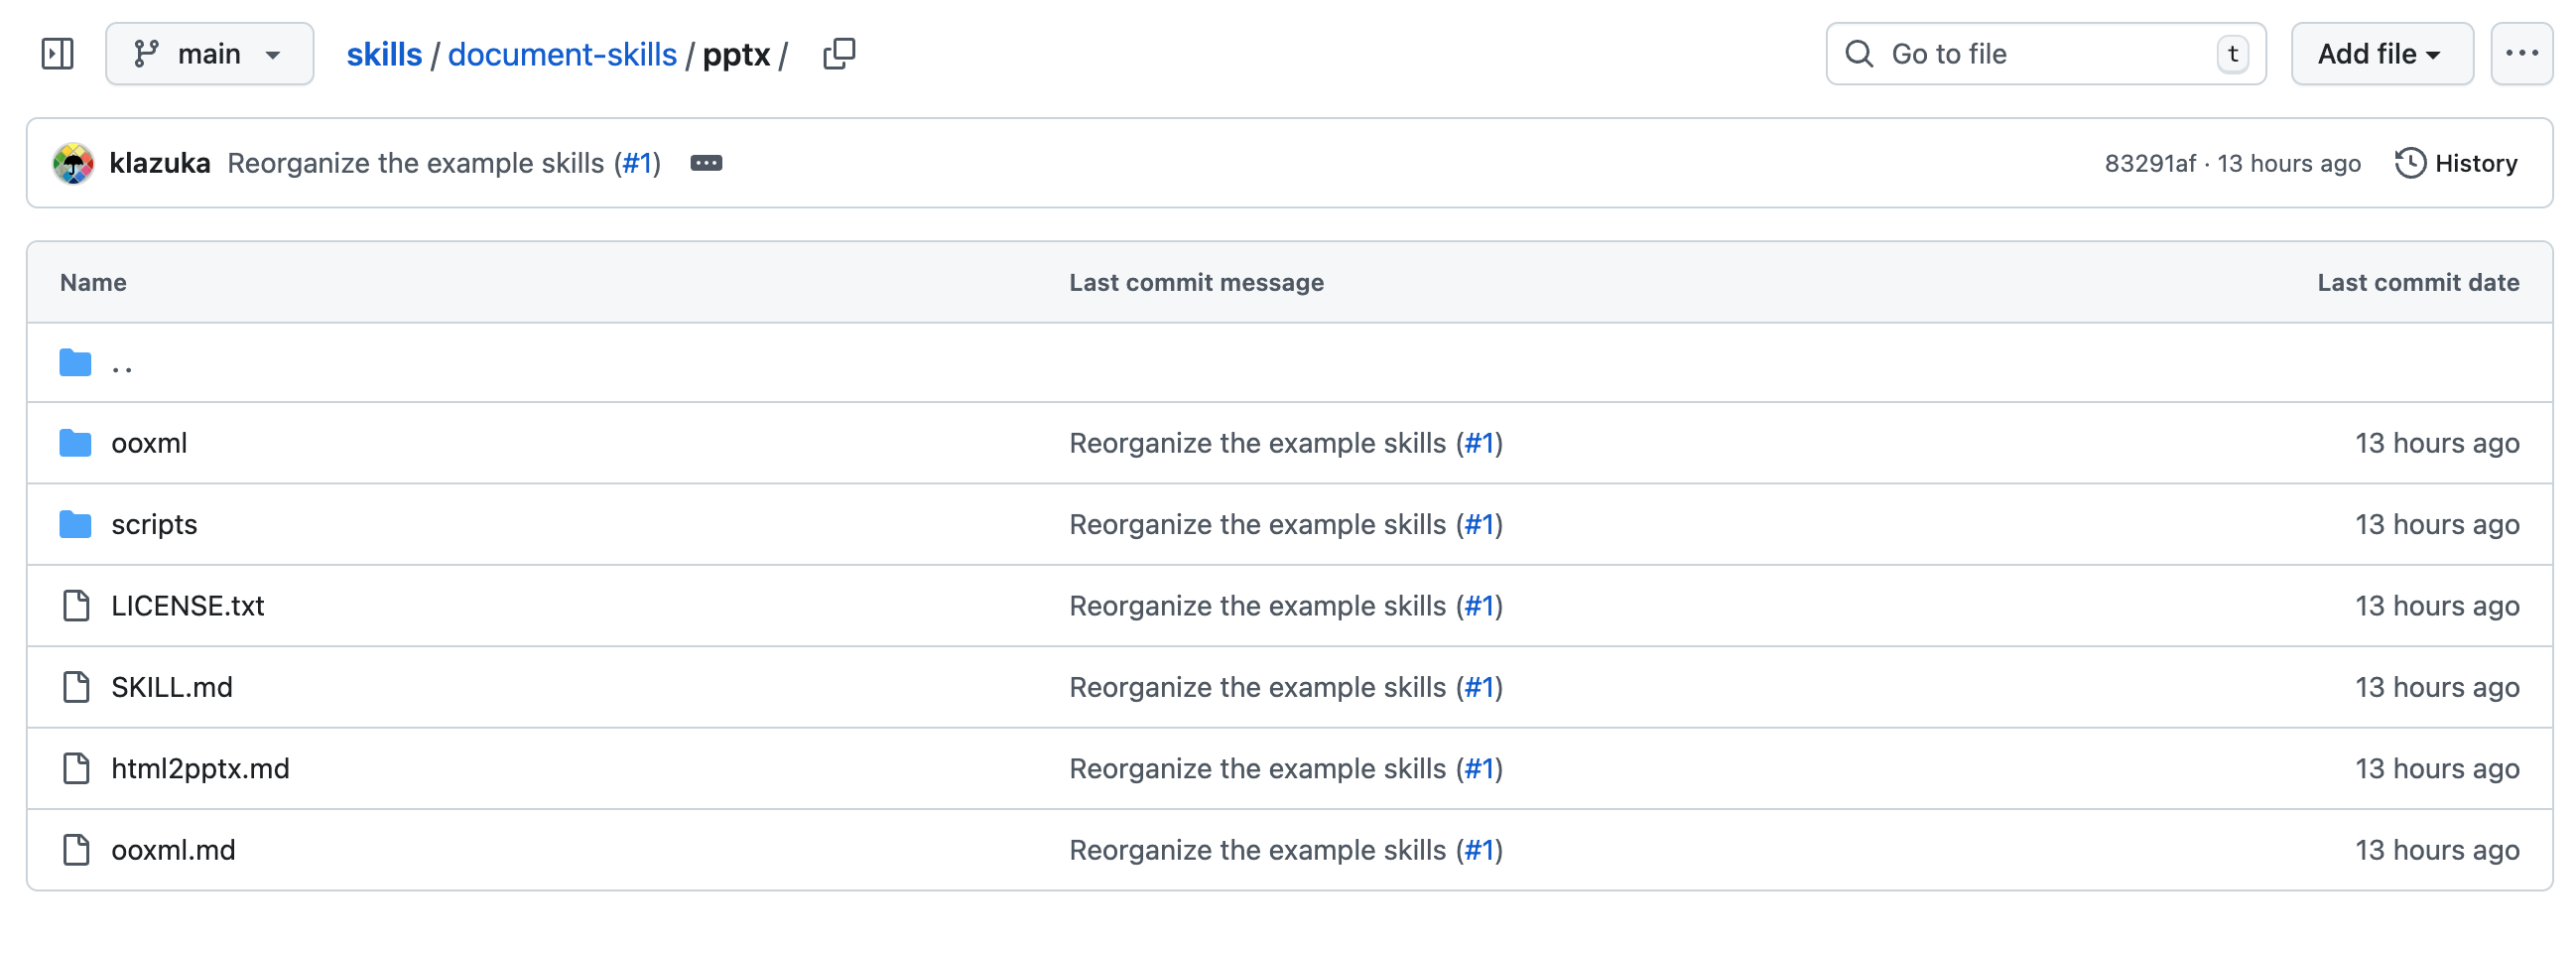 main
skills / document-skills / pptx /
Go to file
t
Add file
klazuka Reorganize the example skills (#1)
83291af · 13 hours ago
History
Name Last commit message Last commit date
..
ooxml Reorganize the example skills (#1) 13 hours ago
scripts Reorganize the example skills (#1) 13 hours ago
LICENSE.txt Reorganize the example skills (#1) 13 hours ago
SKILL.md Reorganize the example skills (#1) 13 hours ago
html2pptx.md Reorganize the example skills (#1) 13 hours ago
ooxml.md Reorganize the example skills (#1) 13 hours ago